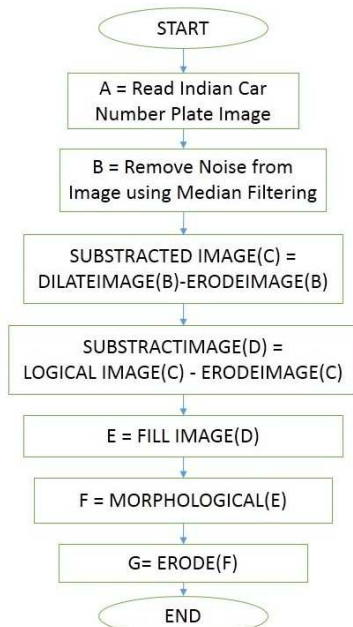 START
A = Read Indian Car
Number Plate Image
B = Remove Noise from
Image using Median Filtering
SUBSTRACTED IMAGE(C) =
DILATEIMAGE(B)-ERODEIMAGE(B)
SUBSTRACTIMAGE(D) =
LOGICAL IMAGE(C) - ERODEIMAGE(C)
E = FILL IMAGE(D)
F = MORPHOLOGICAL(E)
G= ERODE(F)
END